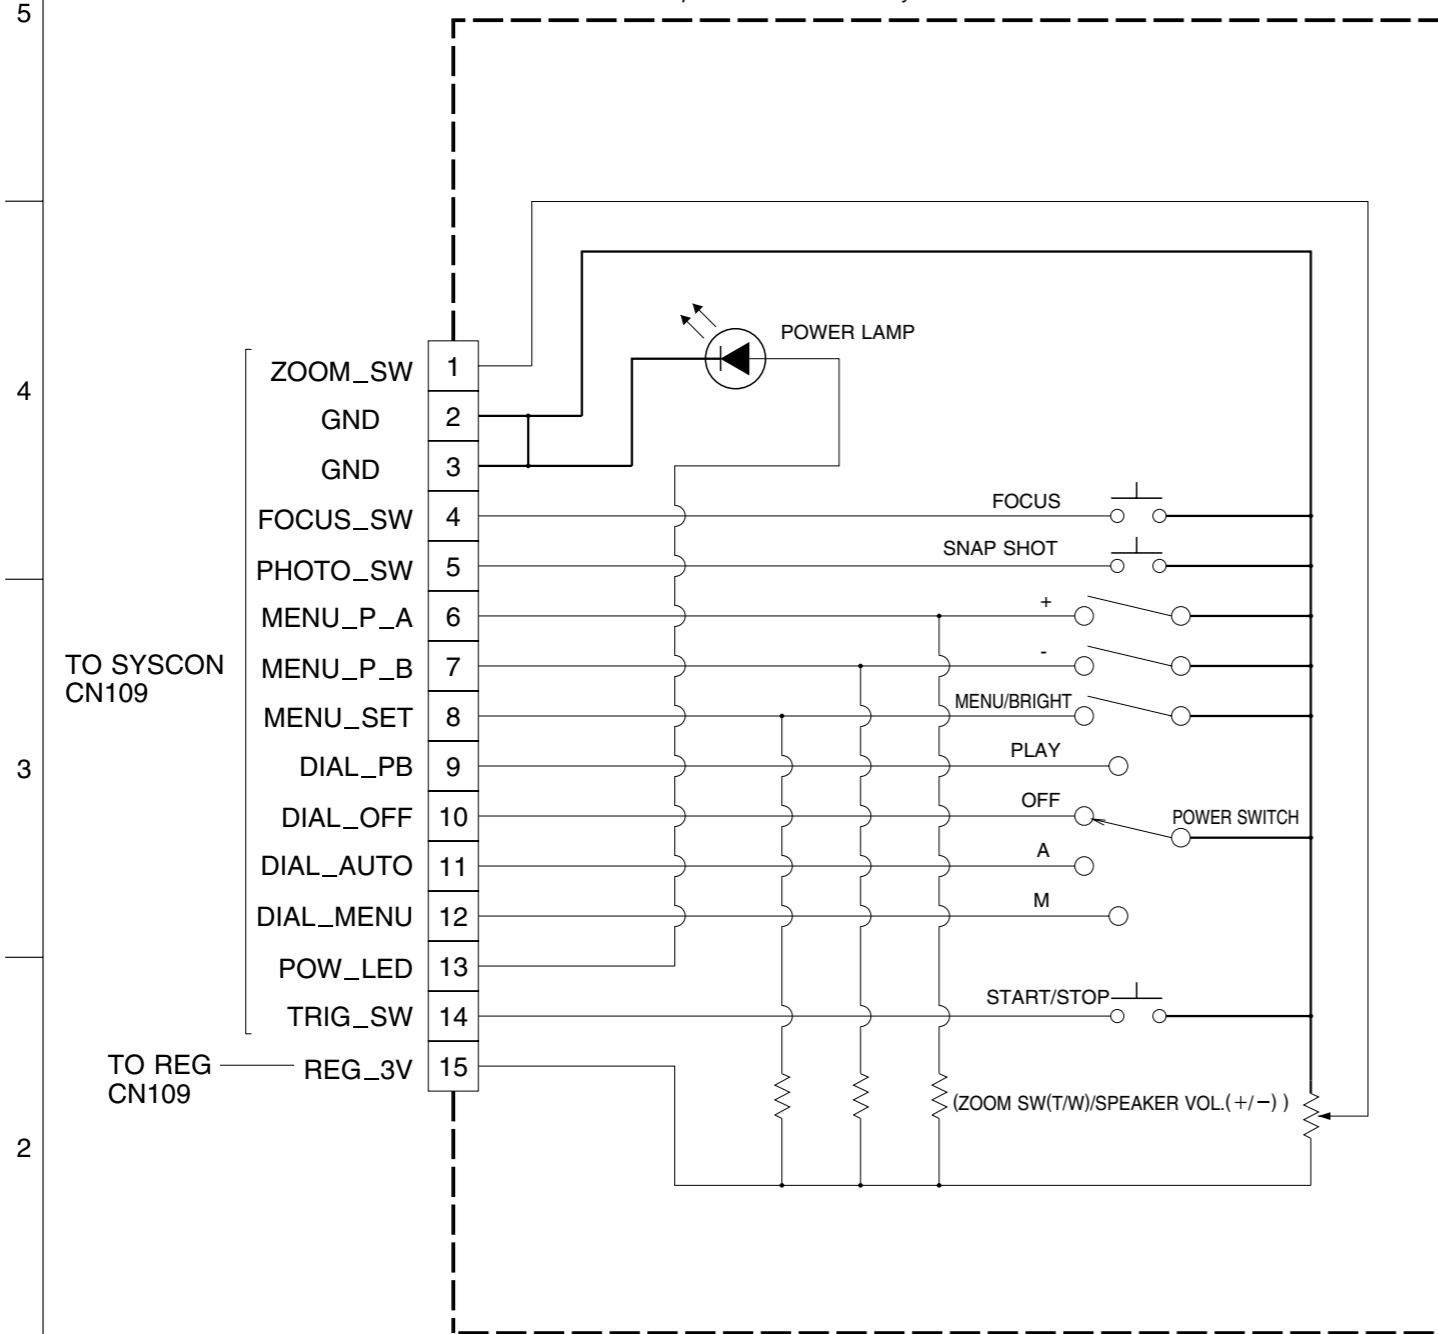 5
4
3
2
TO SYSCON
CN109
TO REG
CN109
ZOOM_SW 1
GND 2
GND 3
FOCUS_SW 4
PHOTO_SW 5
MENU_P_A 6
MENU_P_B 7
MENU_SET 8
DIAL_PB 9
DIAL_OFF 10
DIAL_AUTO 11
DIAL_MENU 12
POW_LED 13
TRIG_SW 14
REG_3V 15
POWER LAMP
FOCUS
SNAP SHOT
+
-
MENU/BRIGHT
PLAY
OFF
POWER SWITCH
A
M
START/STOP
(ZOOM SW(T/W)/SPEAKER VOL.(+/−) )